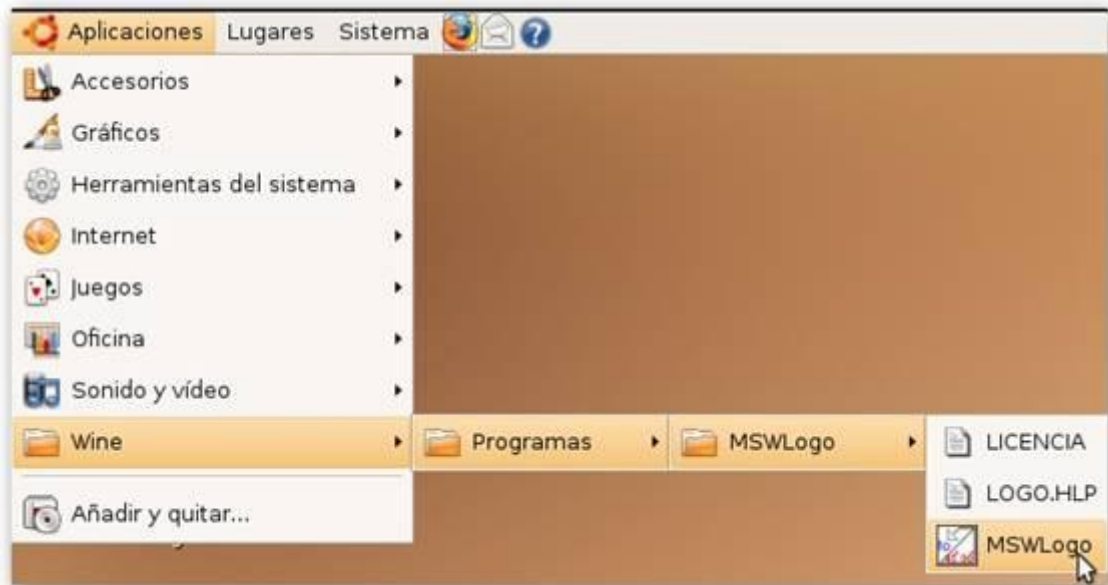 Aplicaciones Lugares Sistema
Accesorios
Gráficos
Herramientas del sistema
Internet
Juegos
Oficina
Sonido y vídeo
Wine
Programas
MSWLogo
LICENCIA
LOGO.HLP
MSWLogo
Añadir y quitar...